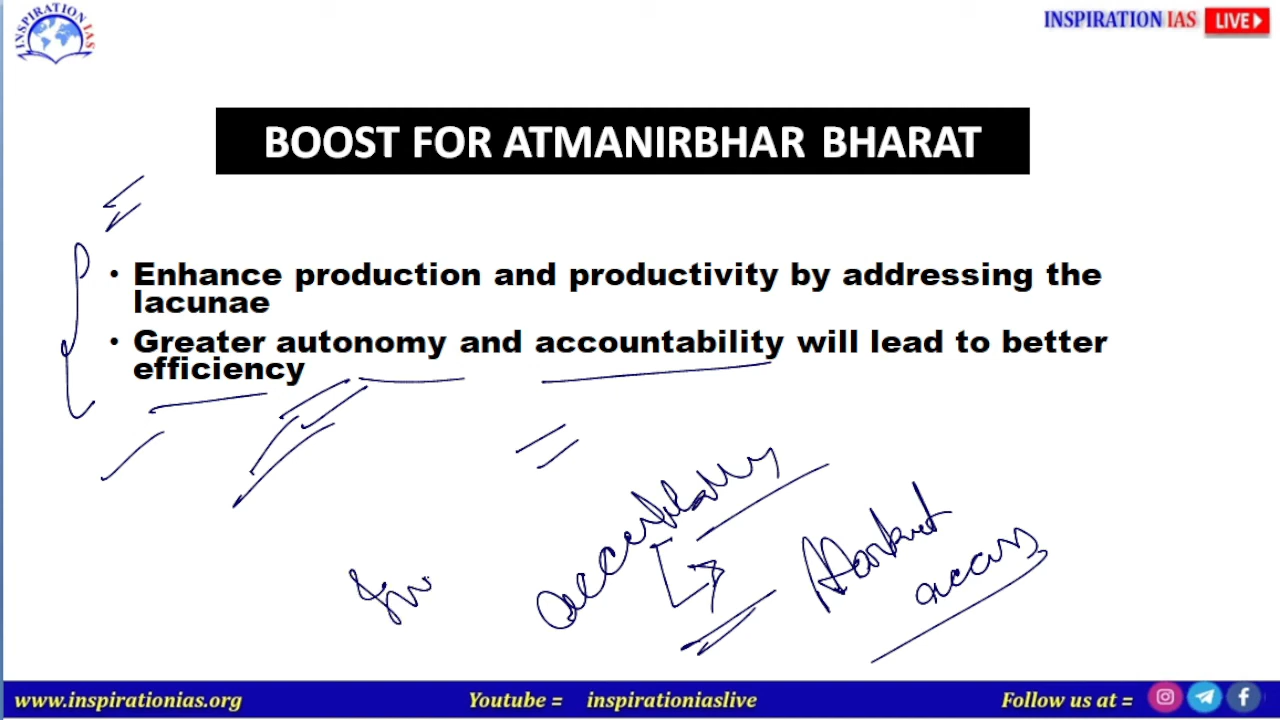 INSPIRATION IAS
INSPIRATION IAS LIVE
BOOST FOR ATMANIRBHAR BHARAT
• Enhance production and productivity by addressing the
lacunae
• Greater autonomy and accountability will lead to better
efficiency
Market
access
www.inspirationias.org Youtube = inspirationiaslive Follow us at =